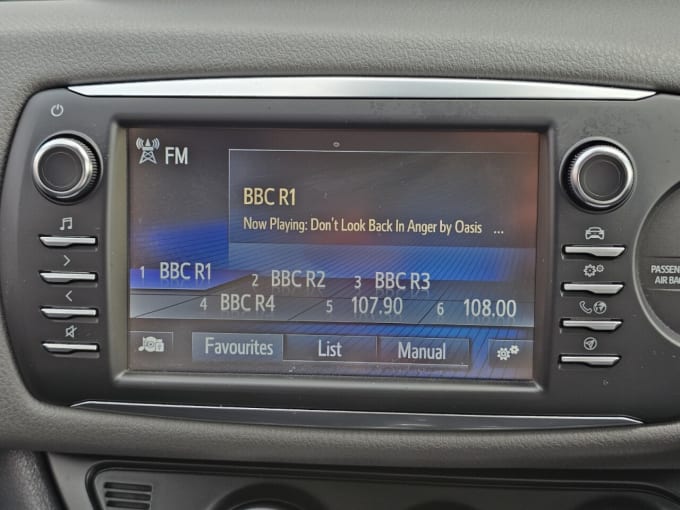 FM
BBC R1
Now Playing: Don't Look Back In Anger by Oasis ...
1 BBC R1 2 BBC R2 3 BBC R3
4 BBC R4 5 107.90 6 108.00
Favourites List Manual
PASSEN
AIR BAG